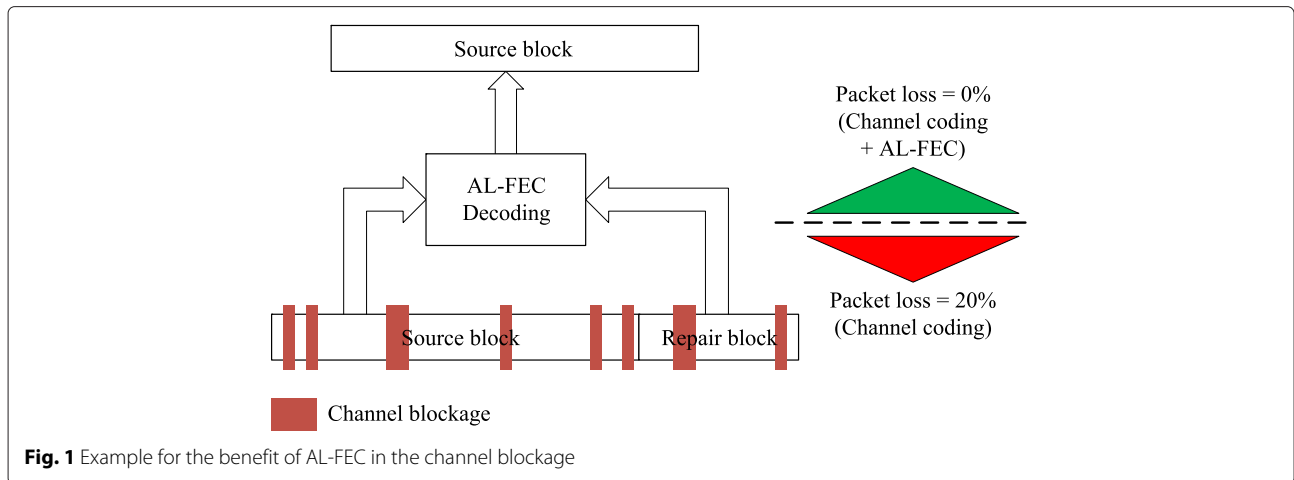 Source block
Packet loss = 0%
(Channel coding
+ AL-FEC)
AL-FEC
Decoding
Packet loss = 20%
(Channel coding)
Source block
Repair block
Channel blockage
Fig. 1 Example for the benefit of AL-FEC in the channel blockage